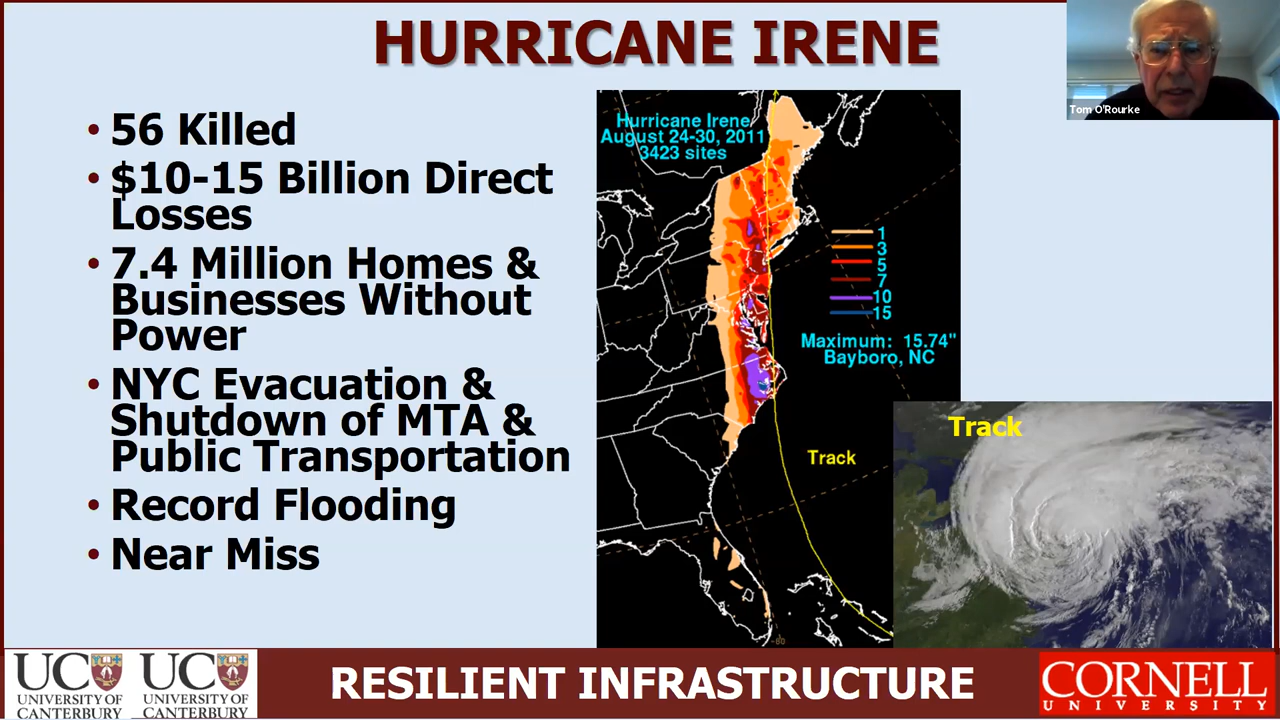 HURRICANE IRENE
Tom O'Rourke
• 56 Killed
• $10-15 Billion Direct
Losses
• 7.4 Million Homes &
Businesses Without
Power
• NYC Evacuation &
Shutdown of MTA &
Public Transportation
• Record Flooding
• Near Miss
Hurricane Irene
August 24-30, 2011
3423 sites
1
3
5
7
10
15
Maximum: 15.74"
Bayboro, NC
Track
-80
Track
UC
UNIVERSITY OF
CANTERBURY
UC
UNIVERSITY OF
CANTERBURY
RESILIENT INFRASTRUCTURE
CORNELL
UNIVERSITY